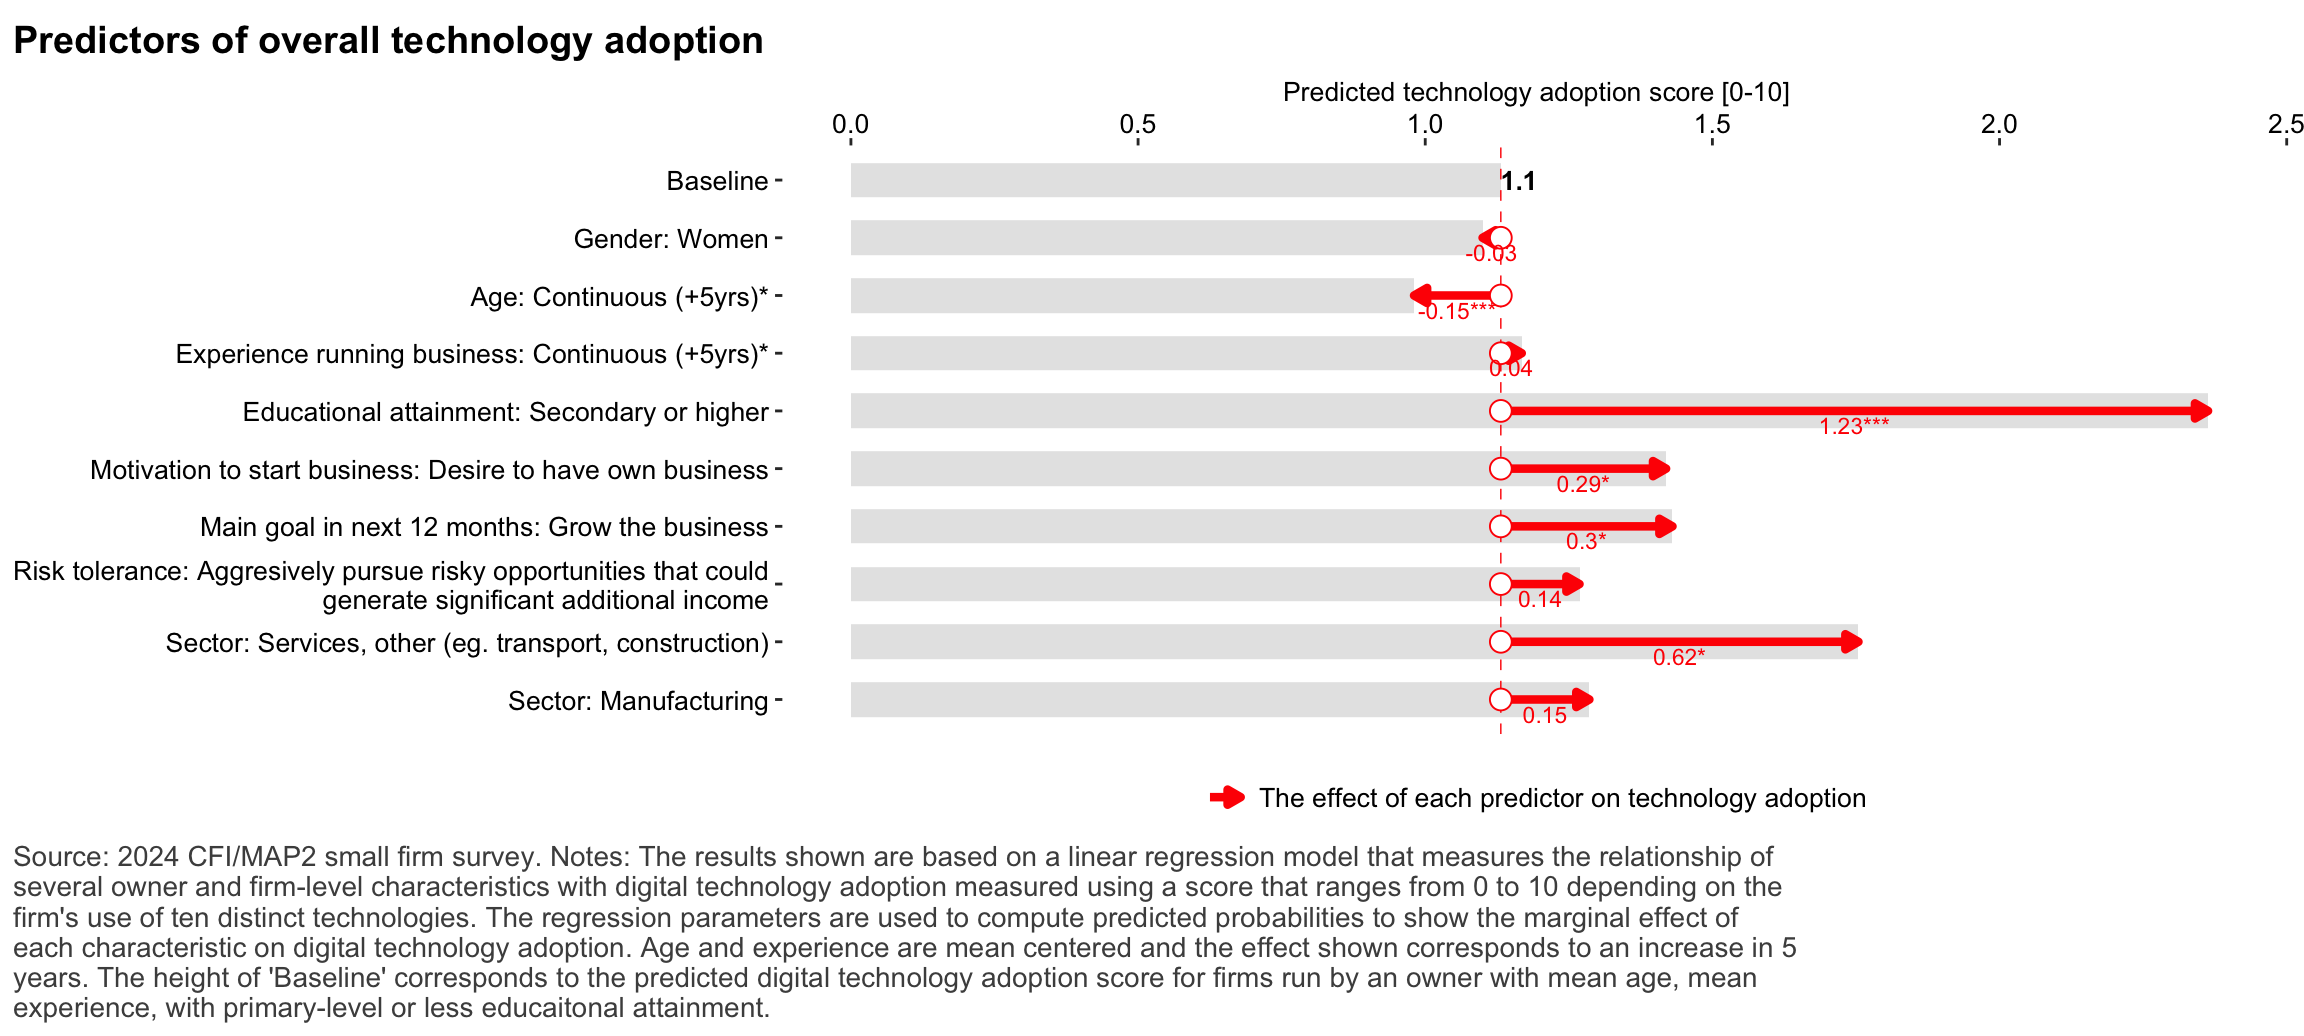 Predictors of overall technology adoption
Predicted technology adoption score [0-10]
0.0 0.5 1.0 1.5 2.0 2.5
Baseline 1.1
Gender: Women
-0.03
Age: Continuous (+5yrs)*
-0.15***
Experience running business: Continuous (+5yrs)*
0.04
Educational attainment: Secondary or higher
1.23***
Motivation to start business: Desire to have own business
0.29*
Main goal in next 12 months: Grow the business
0.3*
Risk tolerance: Aggresively pursue risky opportunities that could
generate significant additional income
0.14
Sector: Services, other (eg. transport, construction)
0.62*
Sector: Manufacturing
0.15
The effect of each predictor on technology adoption
Source: 2024 CFI/MAP2 small firm survey. Notes: The results shown are based on a linear regression model that measures the relationship of
several owner and firm-level characteristics with digital technology adoption measured using a score that ranges from 0 to 10 depending on the
firm's use of ten distinct technologies. The regression parameters are used to compute predicted probabilities to show the marginal effect of
each characteristic on digital technology adoption. Age and experience are mean centered and the effect shown corresponds to an increase in 5
years. The height of 'Baseline' corresponds to the predicted digital technology adoption score for firms run by an owner with mean age, mean
experience, with primary-level or less educaitonal attainment.